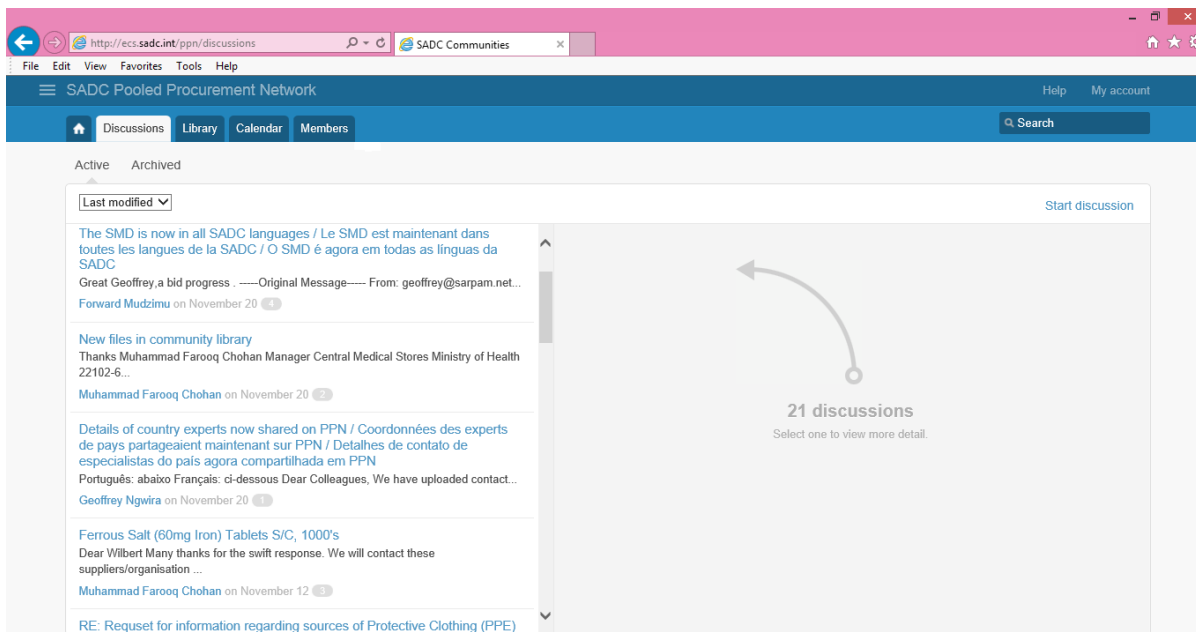 http://ecs.sadc.int/ppn/discussions
SADC Communities
File Edit View Favorites Tools Help
SADC Pooled Procurement Network
Help My account
Discussions Library Calendar Members
Search
Active Archived
Last modified
Start discussion
The SMD is now in all SADC languages / Le SMD est maintenant dans
toutes les langues de la SADC / O SMD é agora em todas as línguas da
SADC
Great Geoffrey,a bid progress . -----Original Message----- From: geoffrey@sarpam.net...
Forward Mudzimu on November 20 4
New files in community library
Thanks Muhammad Farooq Chohan Manager Central Medical Stores Ministry of Health
22102-6...
Muhammad Farooq Chohan on November 20 2
Details of country experts now shared on PPN / Coordonnées des experts
de pays partageaient maintenant sur PPN / Detalhes de contato de
especialistas do país agora compartilhada em PPN
Português: abaixo Français: ci-dessous Dear Colleagues, We have uploaded contact...
Geoffrey Ngwira on November 20 1
Ferrous Salt (60mg Iron) Tablets S/C, 1000's
Dear Wilbert Many thanks for the swift response. We will contact these
suppliers/organisation ...
Muhammad Farooq Chohan on November 12 3
RE: Reguset for information regarding sources of Protective Clothing (PPE)
21 discussions
Select one to view more detail.